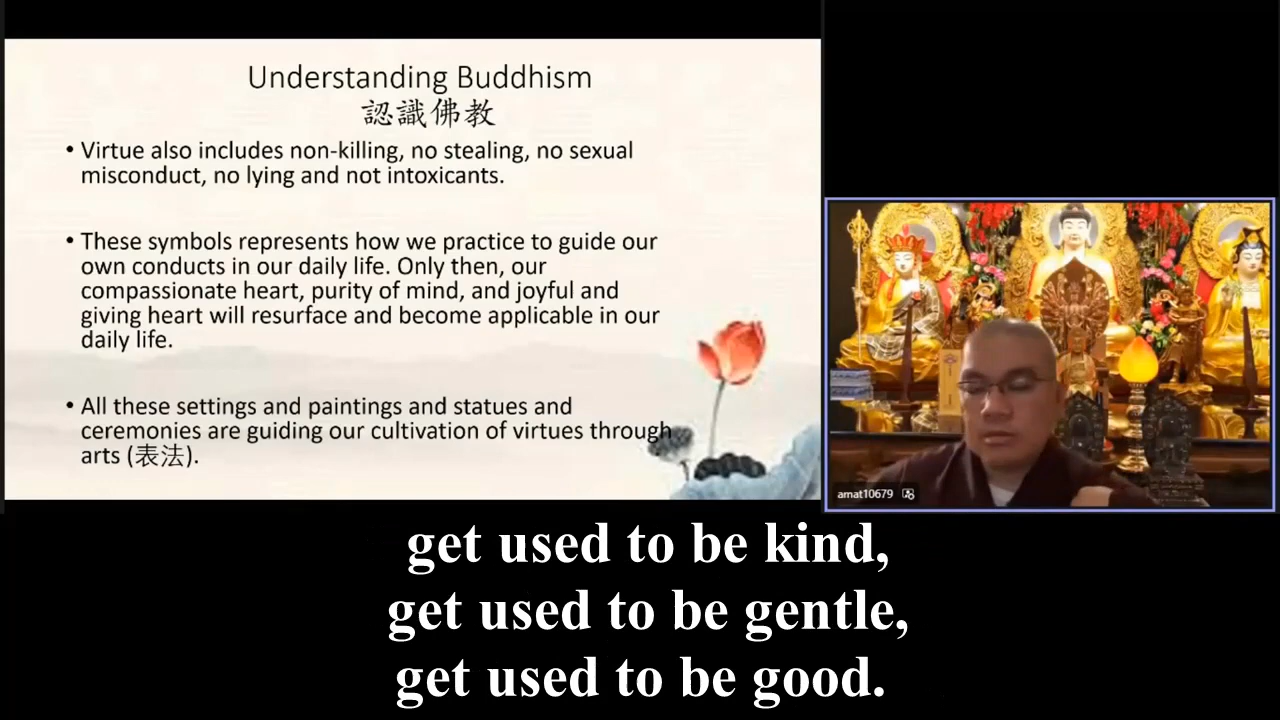 Understanding Buddhism
認識佛教
• Virtue also includes non-killing, no stealing, no sexual
misconduct, no lying and not intoxicants.
• These symbols represents how we practice to guide our
own conducts in our daily life. Only then, our
compassionate heart, purity of mind, and joyful and
giving heart will resurface and become applicable in our
daily life.
• All these settings and paintings and statues and
ceremonies are guiding our cultivation of virtues through
arts (表法).
amat10679
get used to be kind,
get used to be gentle,
get used to be good.